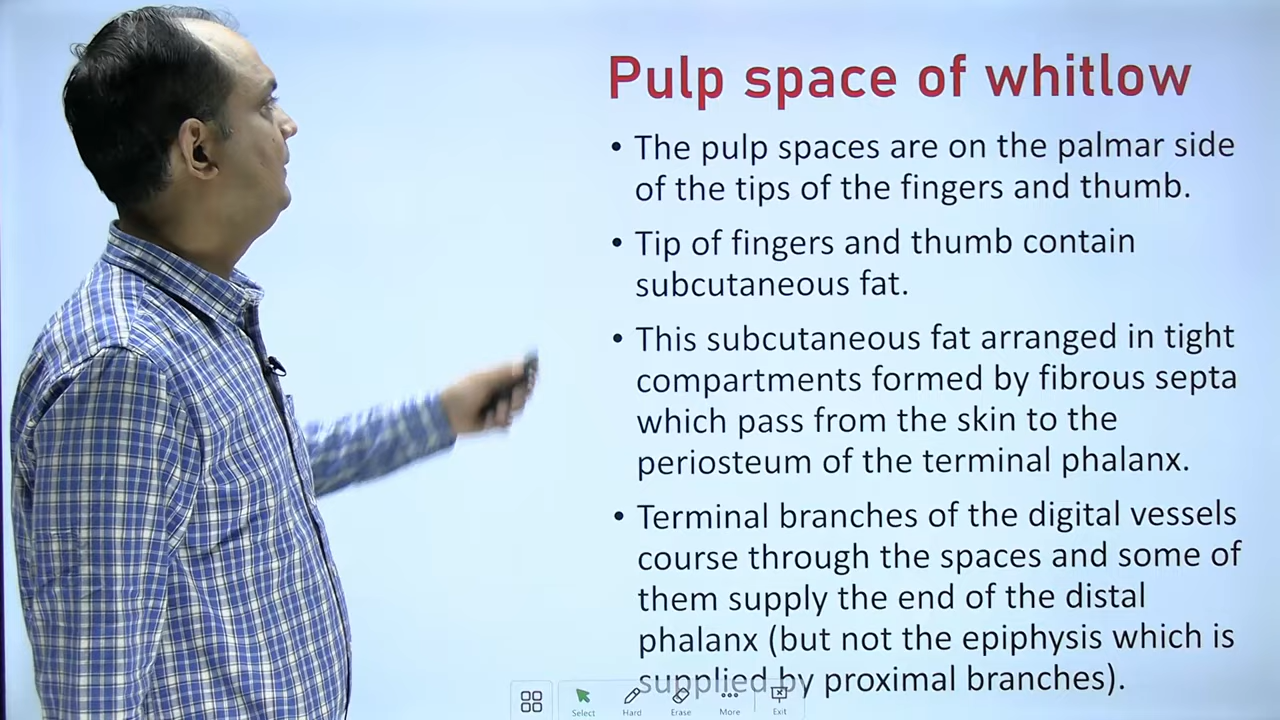 Pulp space of whitlow
• The pulp spaces are on the palmar side
of the tips of the fingers and thumb.
• Tip of fingers and thumb contain
subcutaneous fat.
• This subcutaneous fat arranged in tight
compartments formed by fibrous septa
which pass from the skin to the
periosteum of the terminal phalanx.
• Terminal branches of the digital vessels
course through the spaces and some of
them supply the end of the distal
phalanx (but not the epiphysis which is
supplied by proximal branches).
Select Hard Erase More Exit